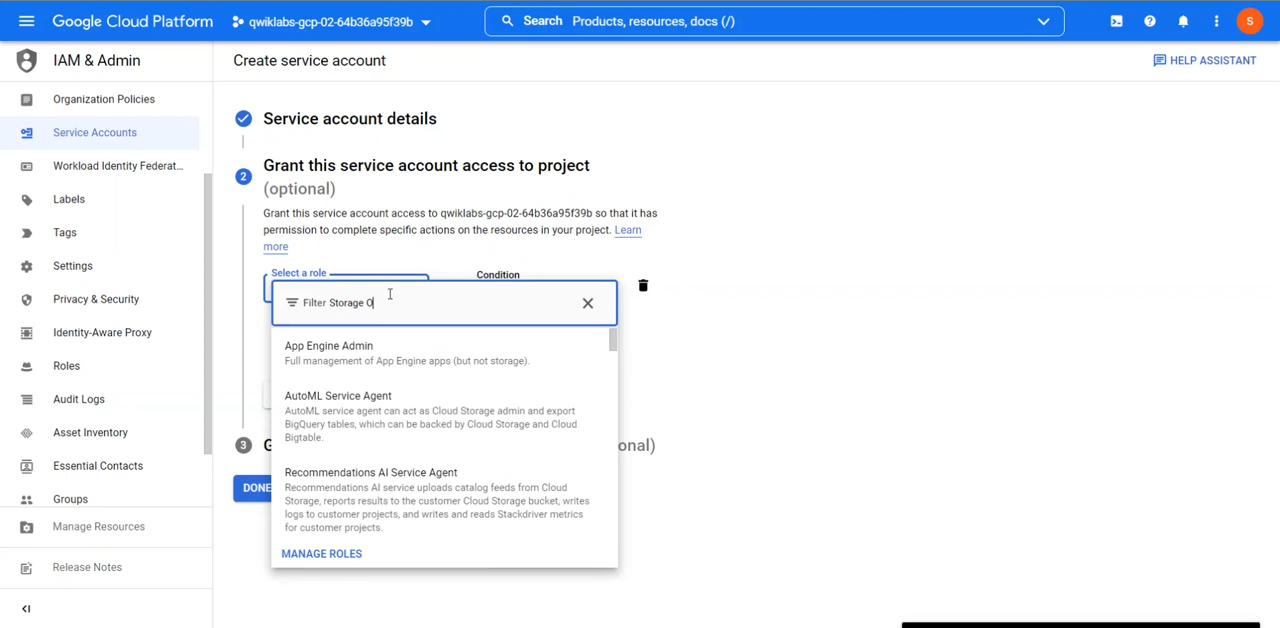 Google Cloud Platform
qwiklabs-gcp-02-64b36a95f39b
Search Products, resources, docs (/)
S
IAM & Admin
Create service account
HELP ASSISTANT
Organization Policies
Service Accounts
Workload Identity Federat...
Labels
Tags
Settings
Privacy & Security
Identity-Aware Proxy
Roles
Audit Logs
Asset Inventory
Essential Contacts
Groups
Manage Resources
Release Notes
Service account details
2
Grant this service account access to project
(optional)
Grant this service account access to qwiklabs-gcp-02-64b36a95f39b so that it has
permission to complete specific actions on the resources in your project. Learn
more
Select a role
Condition
Filter Storage O
App Engine Admin
Full management of App Engine apps (but not storage).
AutoML Service Agent
AutoML service agent can act as Cloud Storage admin and export
BigQuery tables, which can be backed by Cloud Storage and Cloud
Bigtable.
Recommendations AI Service Agent
Recommendations AI service uploads catalog feeds from Cloud
Storage, reports results to the customer Cloud Storage bucket, writes
logs to customer projects, and writes and reads Stackdriver metrics
for customer projects.
MANAGE ROLES
3
G
onal)
DONE